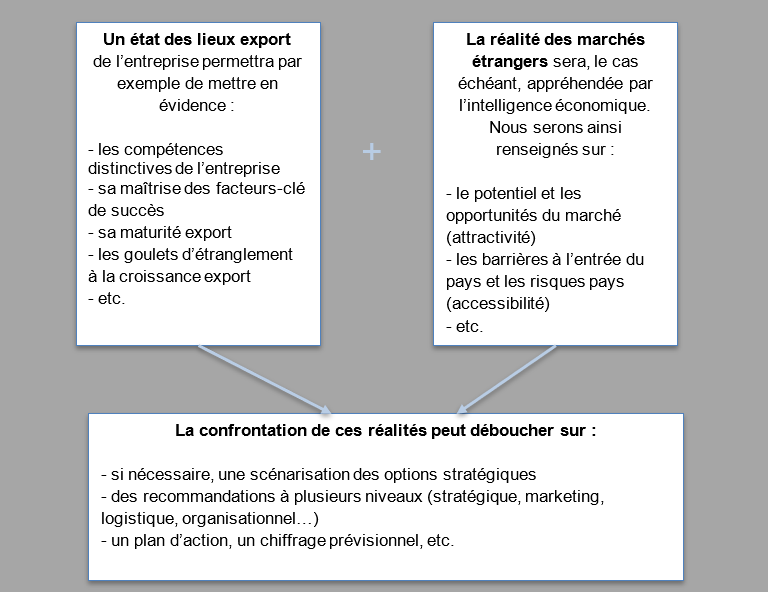 Un état des lieux export
de l’entreprise permettra par
exemple de mettre en
évidence :
- les compétences
distinctives de l’entreprise
- sa maîtrise des facteurs-clé
de succès
- sa maturité export
- les goulets d’étranglement
à la croissance export
- etc.
+
La réalité des marchés
étrangers sera, le cas
échéant, appréhendée par
l’intelligence économique.
Nous serons ainsi
renseignés sur :
- le potentiel et les
opportunités du marché
(attractivité)
- les barrières à l’entrée du
pays et les risques pays
(accessibilité)
- etc.
La confrontation de ces réalités peut déboucher sur :
- si nécessaire, une scénarisation des options stratégiques
- des recommandations à plusieurs niveaux (stratégique, marketing,
logistique, organisationnel…)
- un plan d’action, un chiffrage prévisionnel, etc.